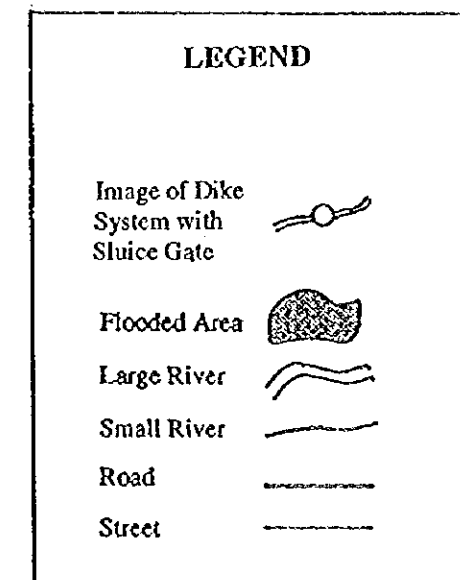 LEGEND
Image of Dike
System with
Sluice Gate
Flooded Area
Large River
Small River
Road
Street